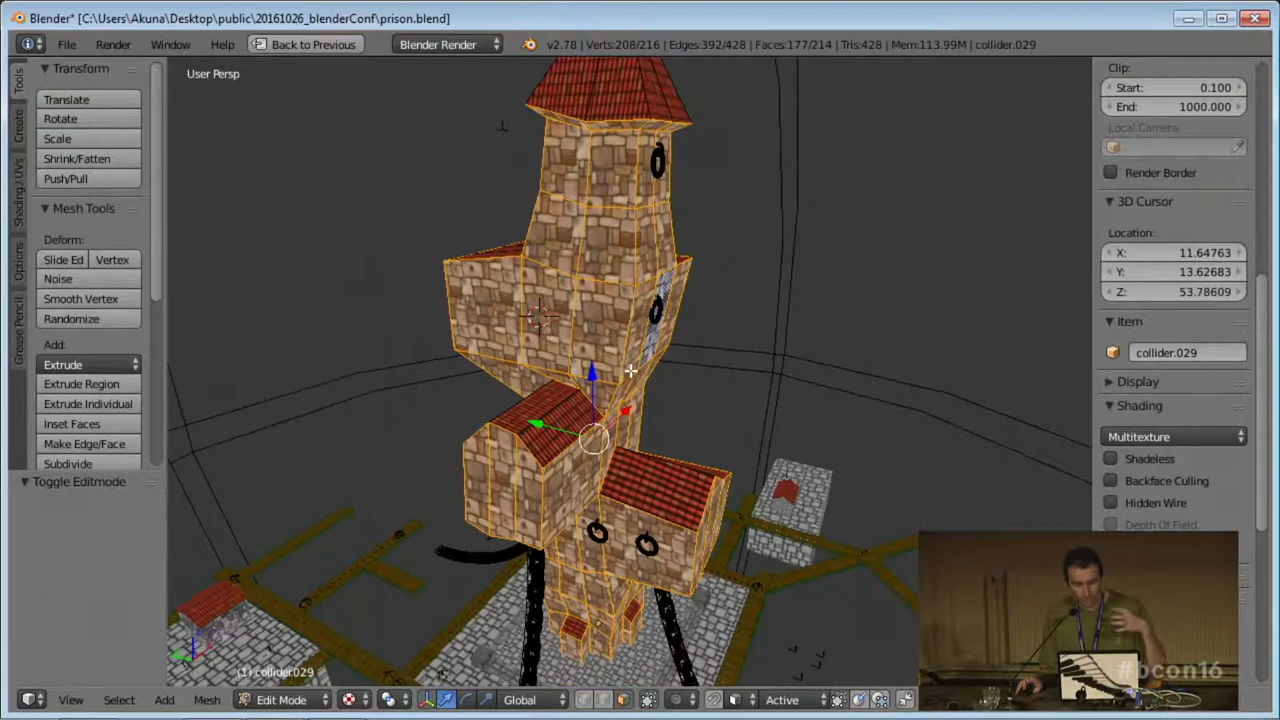 Blender* [C:\Users\Akuna\Desktop\public\20161026_blenderConf\prison.blend]
File Render Window Help Back to Previous Blender Render v2.78 | Verts:208/216 | Edges:392/428 | Faces:177/214 | Tris:428 | Mem:113.99M | collider.029
Tools
Create
Shading / UVs
Options
Grease Pencil
Transform
Translate
Rotate
Scale
Shrink/Fatten
Push/Pull
Mesh Tools
Deform:
Slide Ed Vertex
Noise
Smooth Vertex
Randomize
Add:
Extrude
Extrude Region
Extrude Individual
Inset Faces
Make Edge/Face
Subdivide
Toggle Editmode
User Persp
(1) collider.029
Clip:
Start: 0.100
End: 1000.000
Local Camera:
Render Border
3D Cursor
Location:
X: 11.64763
Y: 13.62683
Z: 53.78609
Item
collider.029
Display
Shading
Multitexture
Shadeless
Backface Culling
Hidden Wire
Depth Of Field
#bcon16
View Select Add Mesh Edit Mode Global Active